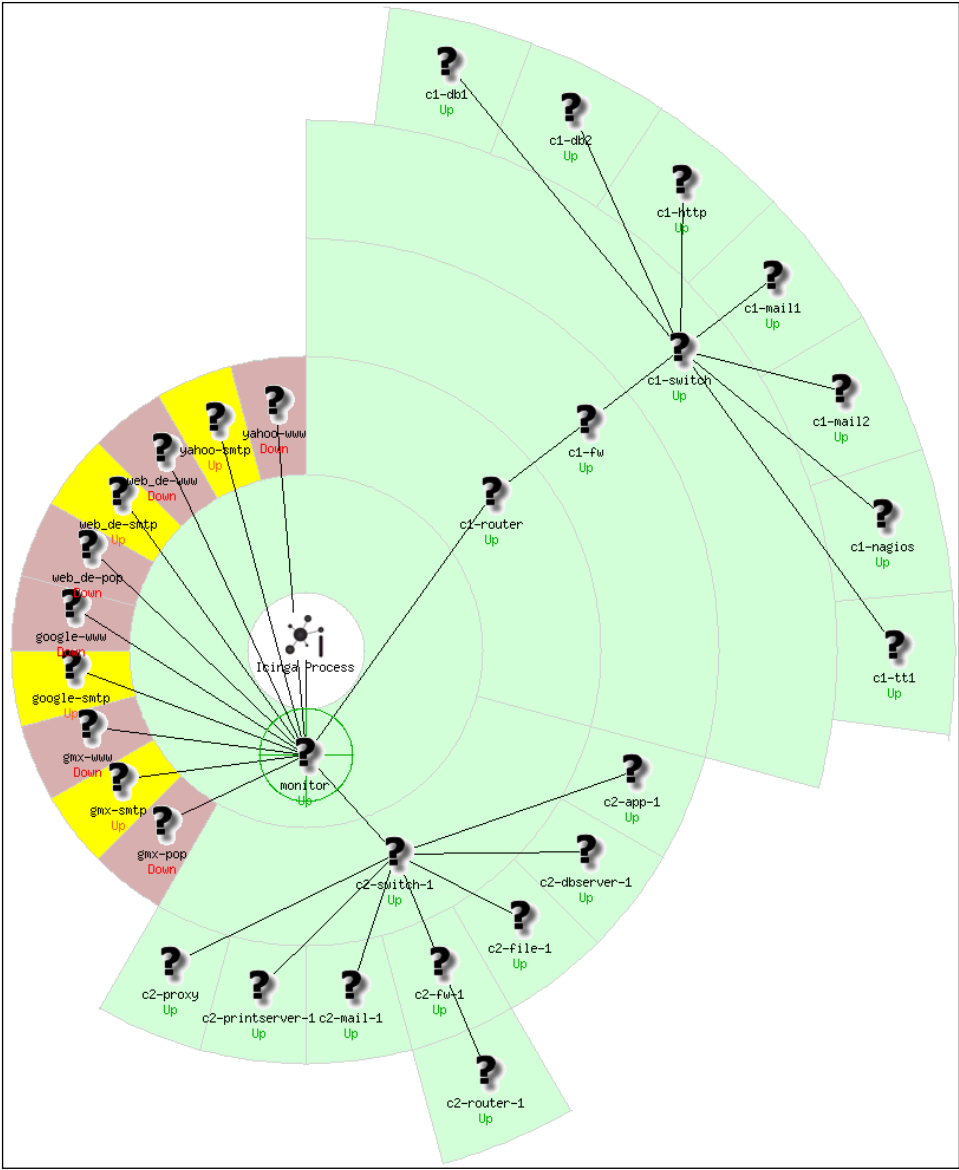 c1-db1
Up
c1-db2
Up
c1-http
Up
c1-mail1
Up
c1-switch
Up
c1-mail2
Up
yahoo-www
Down
yahoo-smtp
Up
c1-fw
Up
web_de-www
Down
web_de-smtp
Up
c1-router
Up
c1-nagios
Up
web_de-pop
Down
google-www
Down
Icinga Process
c1-tt1
Up
google-smtp
Up
gmx-www
Down
monitor
Up
gmx-smtp
Up
c2-app-1
Up
gmx-pop
Down
c2-switch-1
Up
c2-dbserver-1
Up
c2-file-1
Up
c2-proxy
Up
c2-fw-1
Up
c2-printserver-1
Up
c2-mail-1
Up
c2-router-1
Up